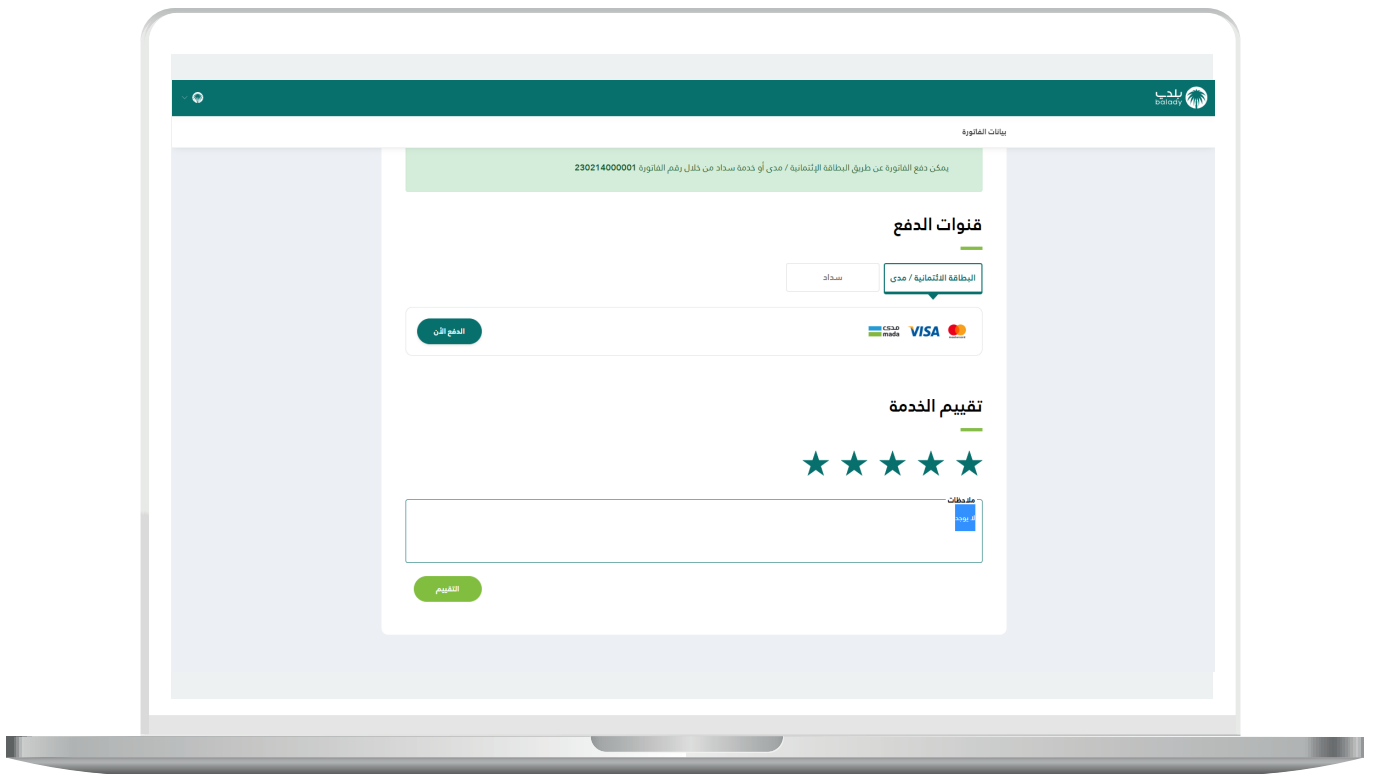 بلدي
balady
بيانات الفاتورة
يمكن دفع الفاتورة عن طريق البطاقة الإئتمانية / مدى أو خدمة سداد من خلال رقم الفاتورة 230214000001
قنوات الدفع
البطاقة الائتمانية / مدى
سداد
VISA
مدى
mada
الدفع الأن
تقييم الخدمة
ملاحظات
لا يوجد
التقييم